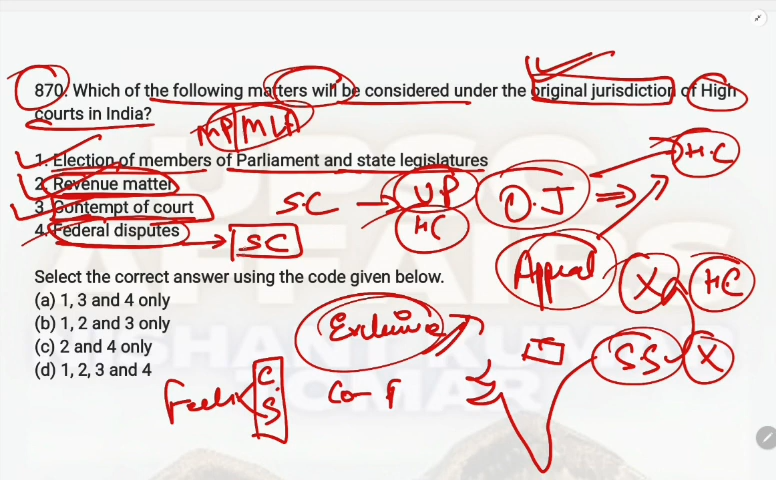 870. Which of the following matters will be considered under the original jurisdiction of High
courts in India?
MP/MLA
1. Election of members of Parliament and state legislatures
2. Revenue matter
3. Contempt of court
4. Federal disputes
SC
S.C
UP
HC
O.J
H.C
Appeal
X
HC
Select the correct answer using the code given below.
(a) 1, 3 and 4 only
(b) 1, 2 and 3 only
(c) 2 and 4 only
(d) 1, 2, 3 and 4
Exclusive
SS
X
C
S